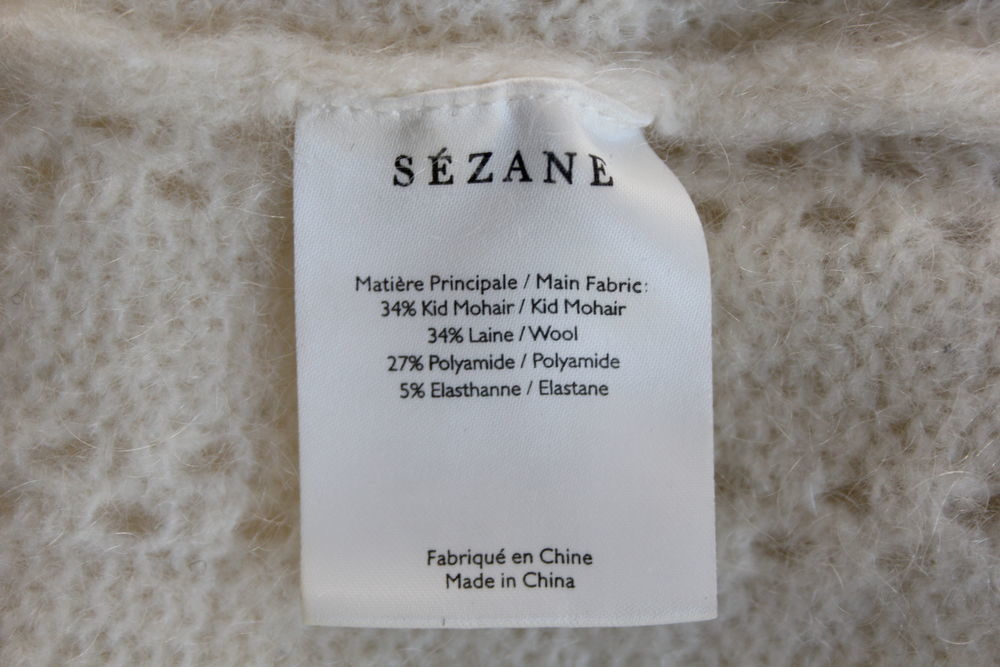 SÉZANE
Matière Principale / Main Fabric:
34% Kid Mohair / Kid Mohair
34% Laine / Wool
27% Polyamide / Polyamide
5% Elasthanne / Elastane
Fabriqué en Chine
Made in China